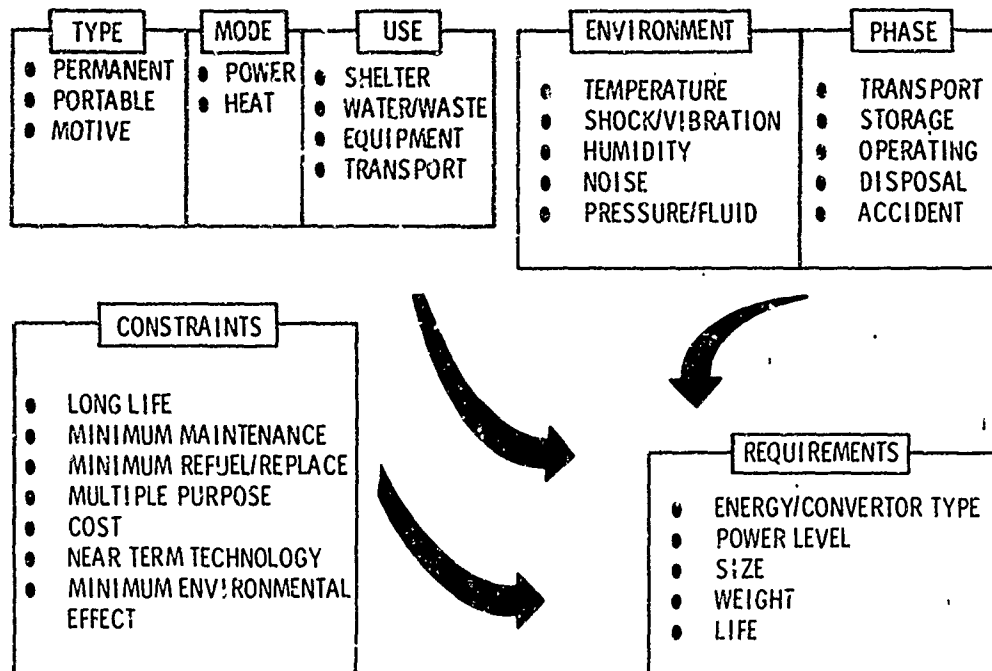 TYPE
PERMANENT
PORTABLE
MOTIVE
MODE
POWER
HEAT
USE
SHELTER
WATER/WASTE
EQUIPMENT
TRANSPORT
ENVIRONMENT
TEMPERATURE
SHOCK/VIBRATION
HUMIDITY
NOISE
PRESSURE/FLUID
PHASE
TRANSPORT
STORAGE
OPERATING
DISPOSAL
ACCIDENT
CONSTRAINTS
LONG LIFE
MINIMUM MAINTENANCE
MINIMUM REFUEL/REPLACE
MULTIPLE PURPOSE
COST
NEAR TERM TECHNOLOGY
MINIMUM ENVIRONMENTAL
EFFECT
REQUIREMENTS
ENERGY/CONVERTOR TYPE
POWER LEVEL
SIZE
WEIGHT
LIFE